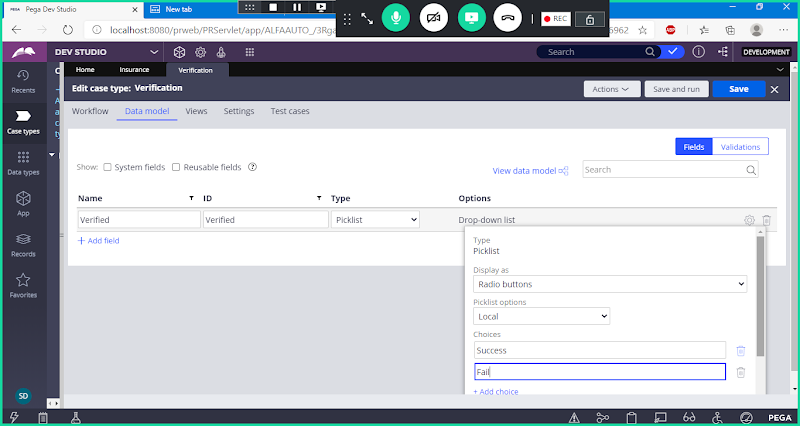 PEGA Pega Dev Studio
New tab
REC
localhost:8080/prweb/PRServlet/app/ALFAAUTO_/3Rga
6962
ABP
DEV STUDIO
Search
DEVELOPMENT
Home Insurance Verification
Recents
Case types
Data types
App
Records
Favorites
SD
Edit case type: Verification
Actions
Save and run
Save
Workflow Data model Views Settings Test cases
Fields Validations
Show: System fields Reusable fields ?
View data model
Search
Name ID Type Options
Verified Verified Picklist Drop-down list
+ Add field
Type
Picklist
Display as
Radio buttons
Picklist options
Local
Choices
Success
Fail
+ Add choice
PEGA